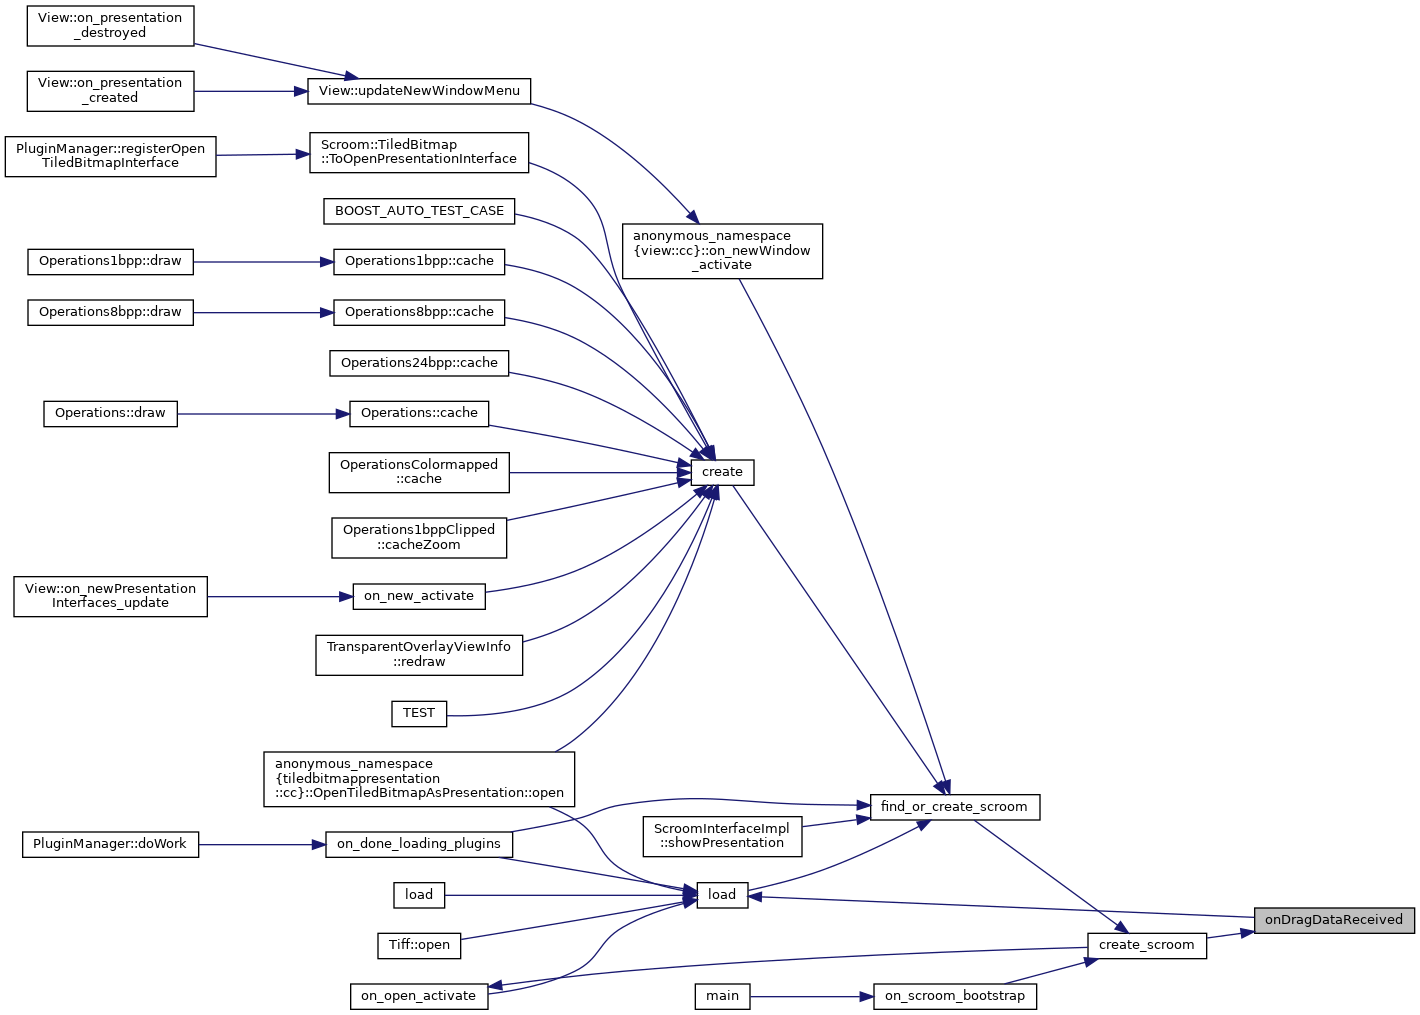 View::on_presentation
_destroyed
View::on_presentation
_created
View::updateNewWindowMenu
PluginManager::registerOpen
TiledBitmapInterface
Scroom::TiledBitmap
::ToOpenPresentationInterface
BOOST_AUTO_TEST_CASE
anonymous_namespace
{view::cc}::on_newWindow
_activate
Operations1bpp::draw
Operations1bpp::cache
Operations8bpp::draw
Operations8bpp::cache
Operations24bpp::cache
Operations::draw
Operations::cache
OperationsColormapped
::cache
create
Operations1bppClipped
::cacheZoom
View::on_newPresentation
Interfaces_update
on_new_activate
TransparentOverlayViewInfo
::redraw
TEST
anonymous_namespace
{tiledbitmappresentation
::cc}::OpenTiledBitmapAsPresentation::open
find_or_create_scroom
ScroomInterfaceImpl
::showPresentation
PluginManager::doWork
on_done_loading_plugins
load
load
onDragDataReceived
Tiff::open
create_scroom
on_open_activate
main
on_scroom_bootstrap